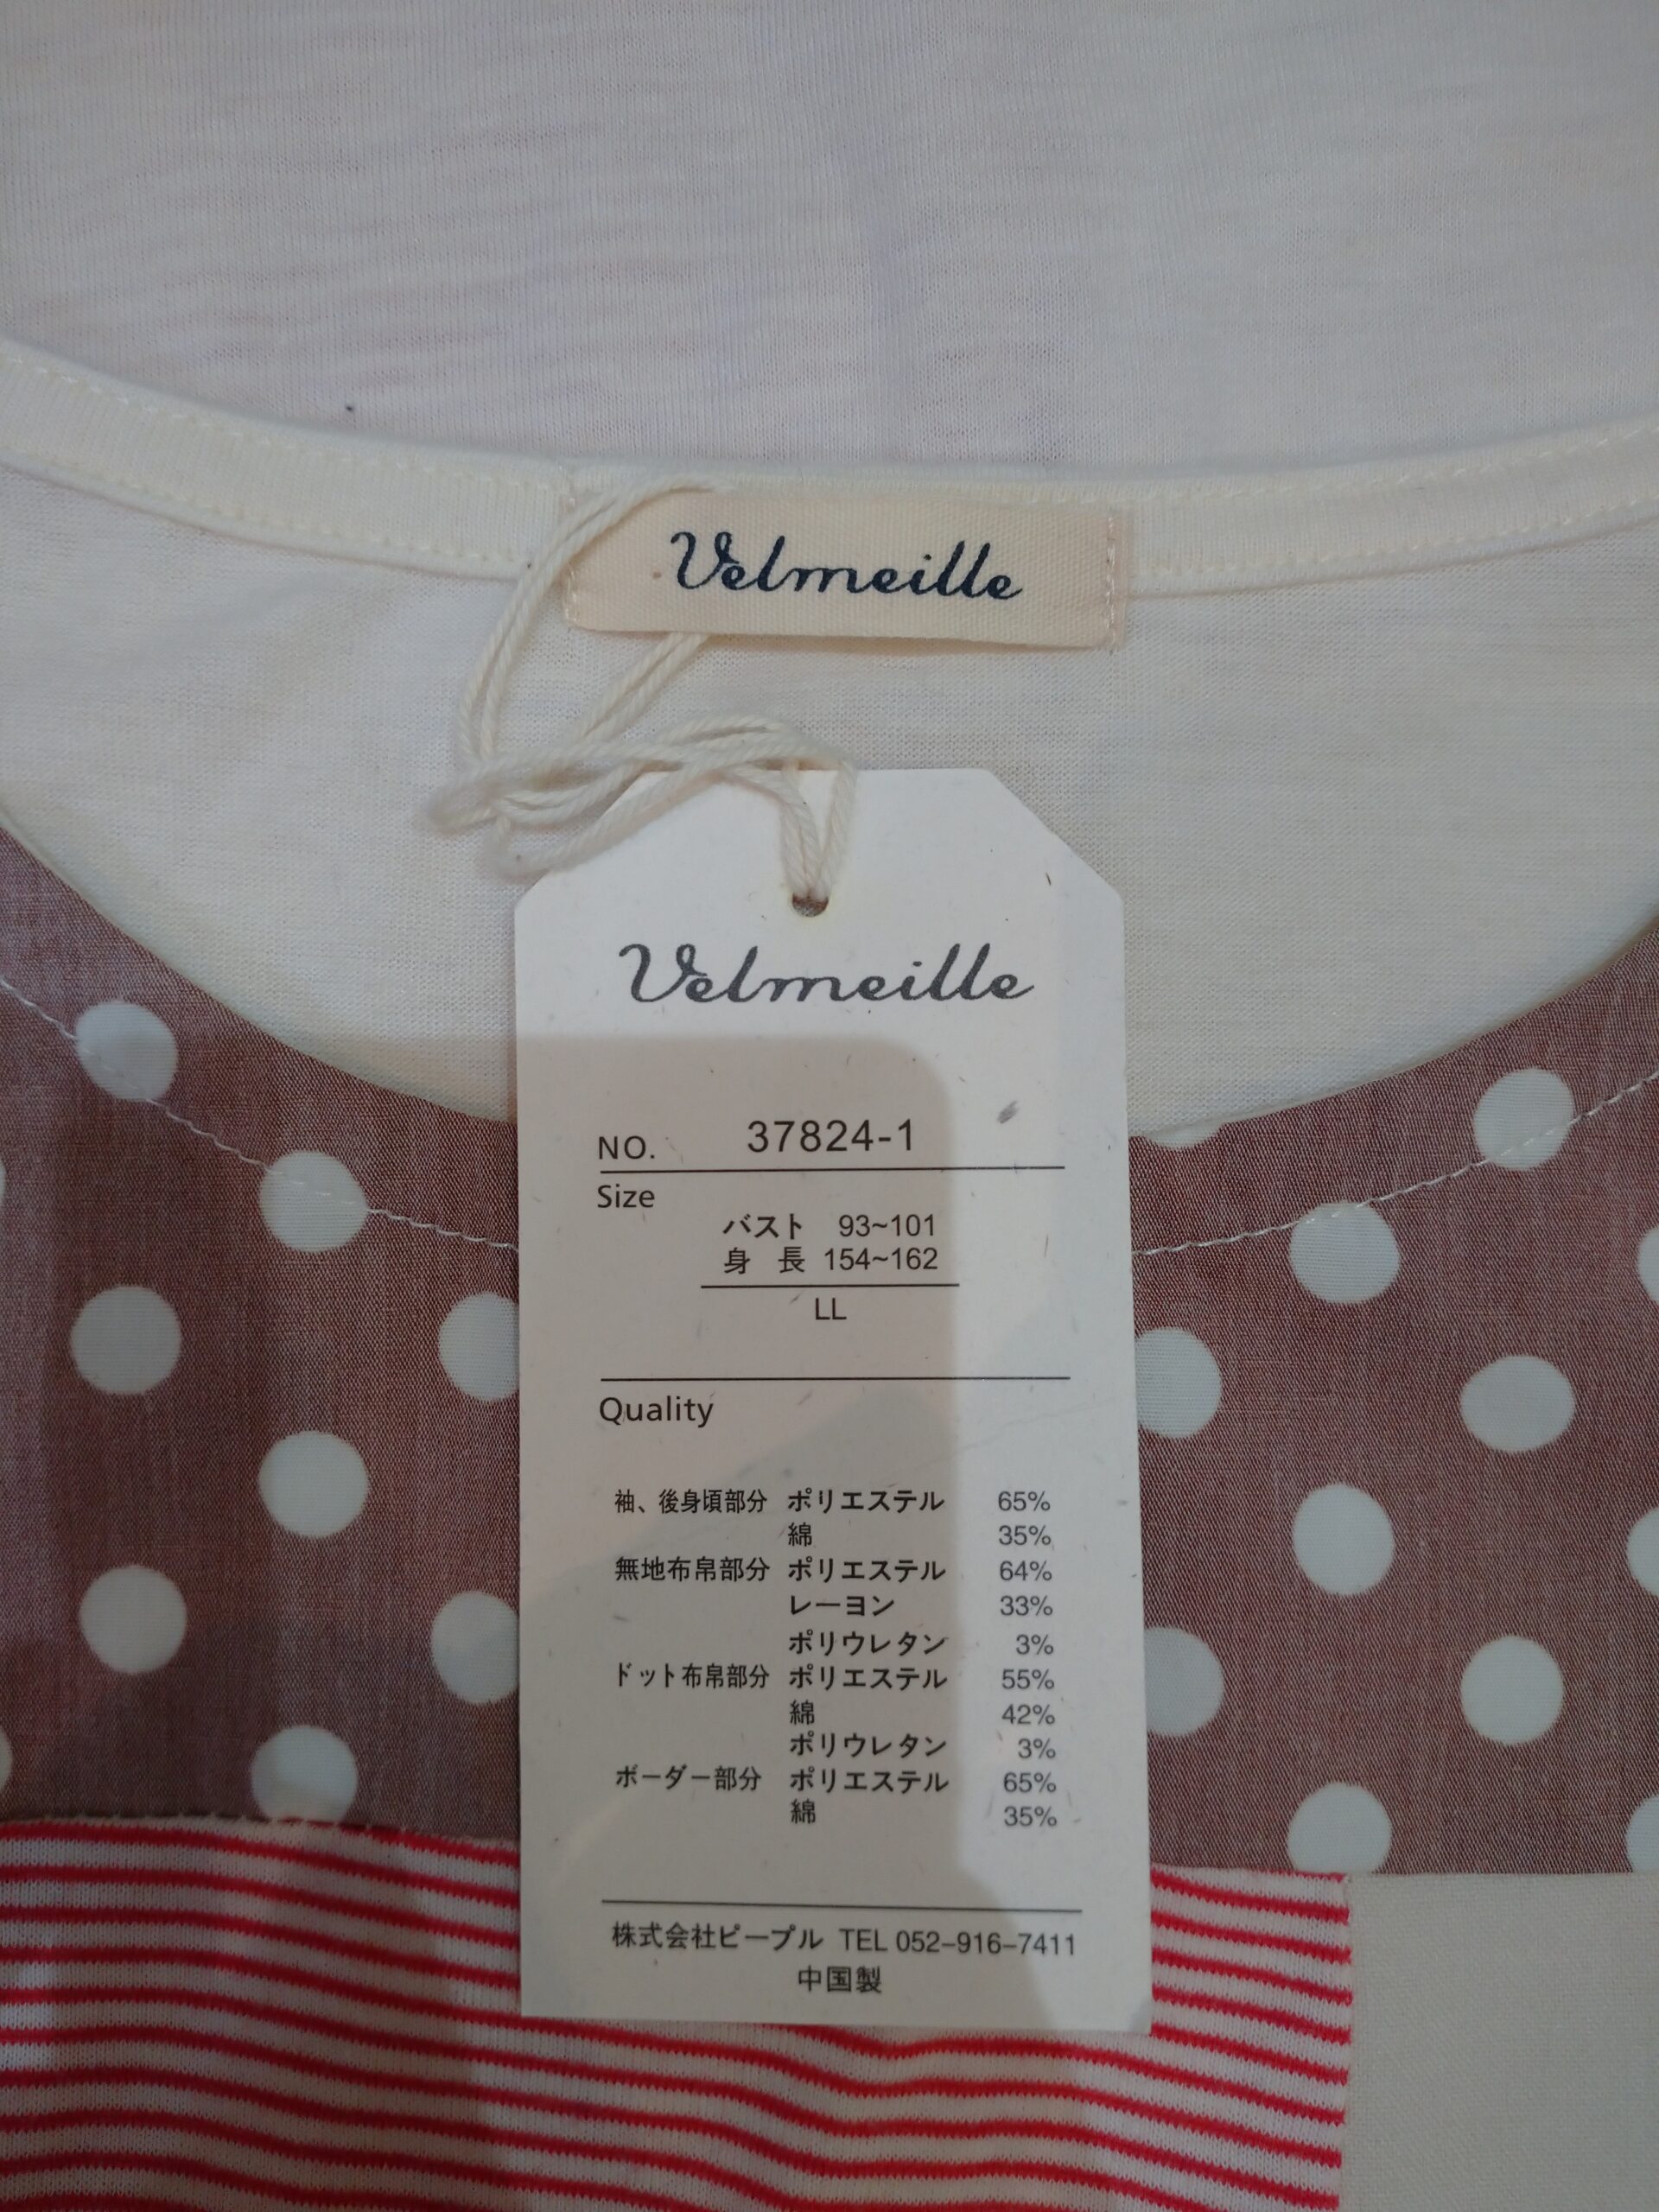 Velmeille
Velmeille
NO. 37824-1
Size
バスト 93~101
身 長 154~162
LL
Quality
袖、後身頃部分 ポリエステル 65%
綿 35%
無地布帛部分 ポリエステル 64%
レーヨン 33%
ポリウレタン 3%
ドット布帛部分 ポリエステル 55%
綿 42%
ポリウレタン 3%
ボーダー部分 ポリエステル 65%
綿 35%
株式会社ピープル TEL 052-916-7411
中国製